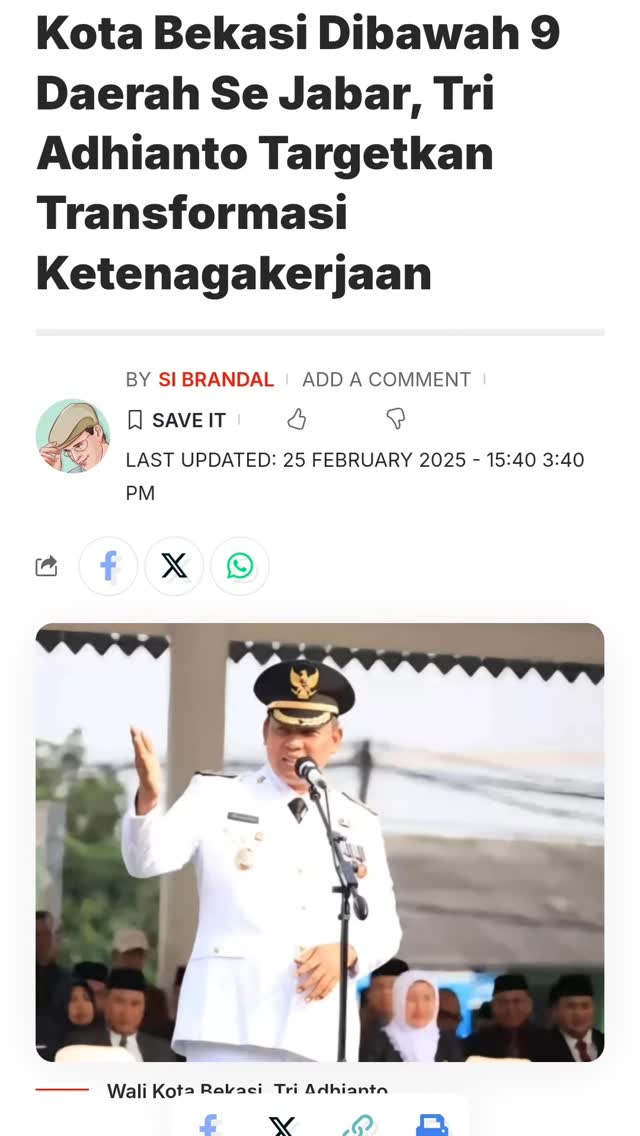 Kota Bekasi Dibawah 9
Daerah Se Jabar, Tri
Adhianto Targetkan
Transformasi
Ketenagakerjaan
BY SI BRANDAL ADD A COMMENT
SAVE IT
LAST UPDATED: 25 FEBRUARY 2025 - 15:40 3:40
PM
Wali Kota Bekasi, Tri Adhianto